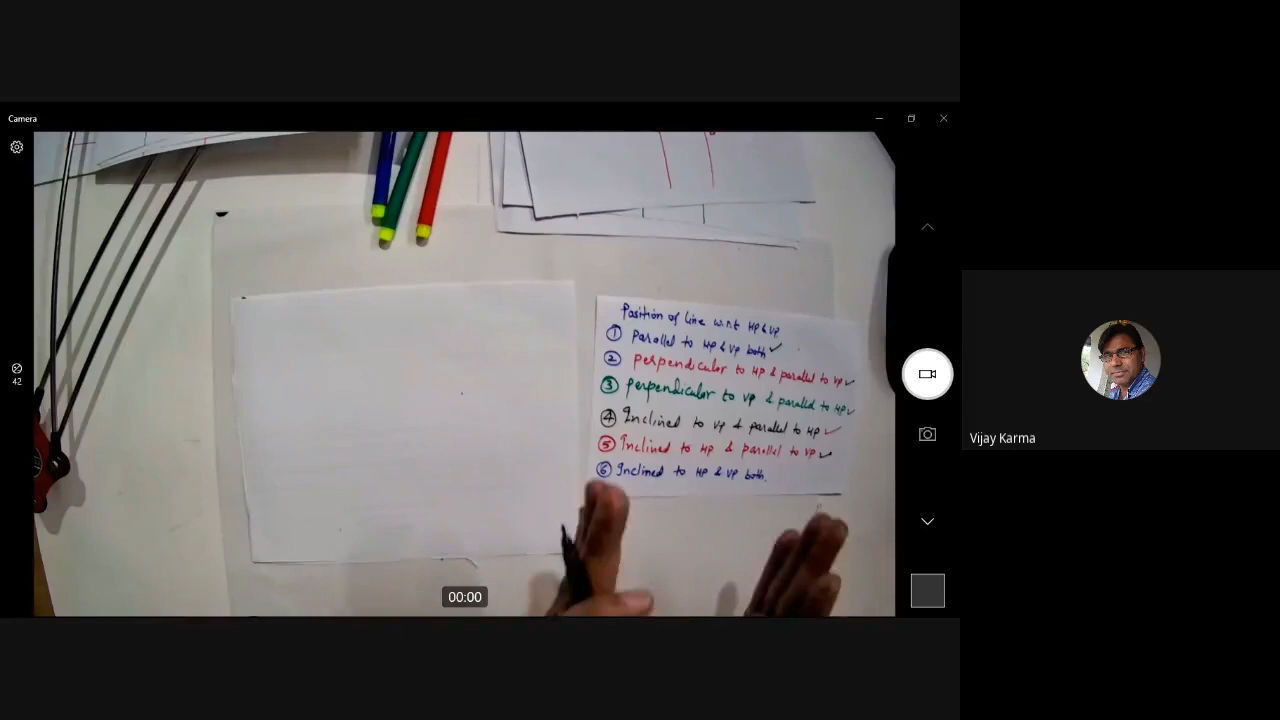 Camera
42
Position of Line w.r.t HP & VP
① Parallel to HP & VP both ✓
② perpendicular to HP & parallel to VP ✓
③ perpendicular to VP & parallel to HP ✓
④ Inclined to VP & parallel to HP ✓
⑤ Inclined to HP & parallel to VP ✓
⑥ Inclined to HP & VP both.
00:00
Vijay Karma